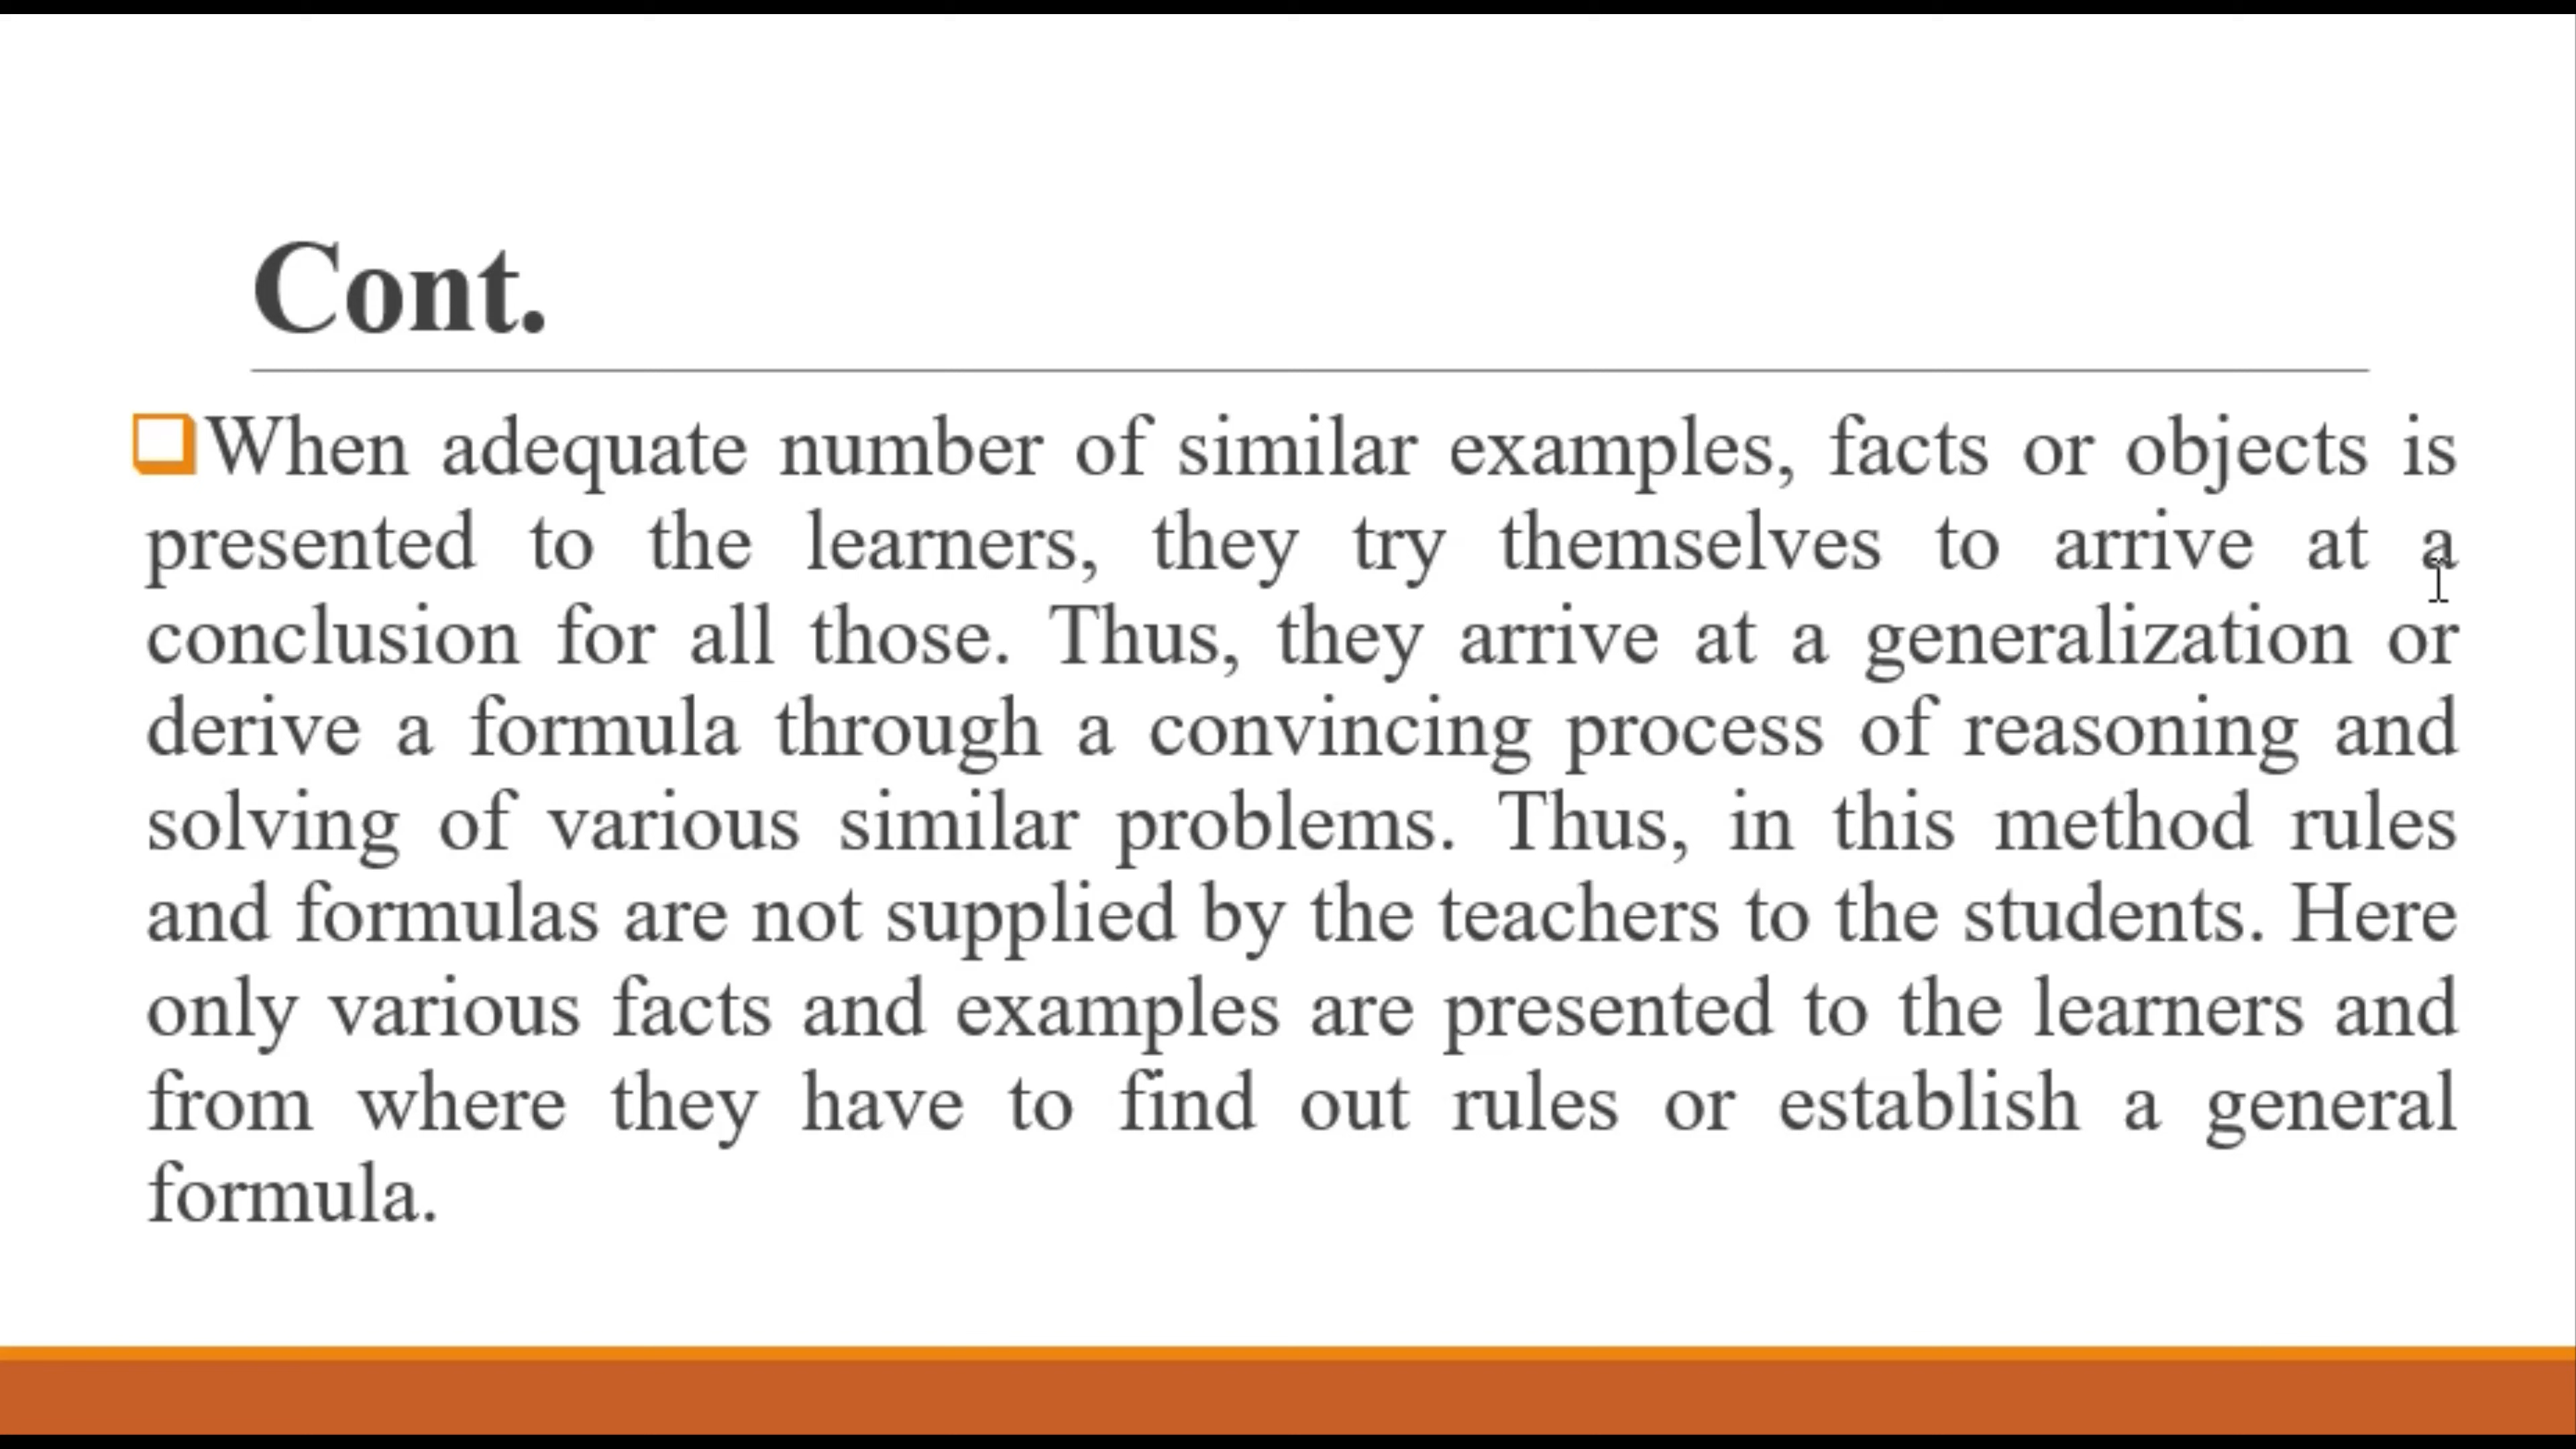 Cont.
When adequate number of similar examples, facts or objects is
presented to the learners, they try themselves to arrive at a
conclusion for all those. Thus, they arrive at a generalization or
derive a formula through a convincing process of reasoning and
solving of various similar problems. Thus, in this method rules
and formulas are not supplied by the teachers to the students. Here
only various facts and examples are presented to the learners and
from where they have to find out rules or establish a general
formula.